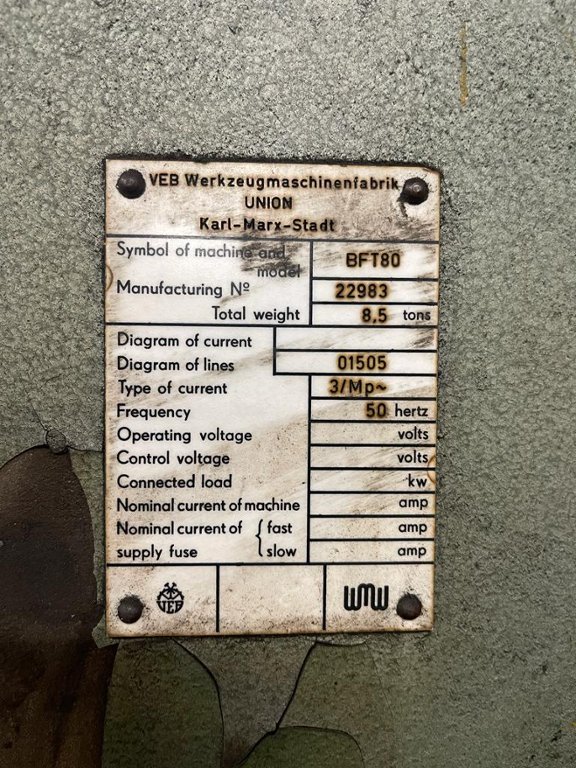 VEB Werkzeugmaschinenfabrik
UNION
Karl-Marx-Stadt
Symbol of machine and
model BFT80
Manufacturing Nº 22983
Total weight 8,5 tons
Diagram of current
Diagram of lines 01505
Type of current 3/Mp~
Frequency 50 hertz
Operating voltage volts
Control voltage volts
Connected load kw
Nominal current of machine amp
Nominal current of { fast amp
supply fuse slow amp
VEB WMW